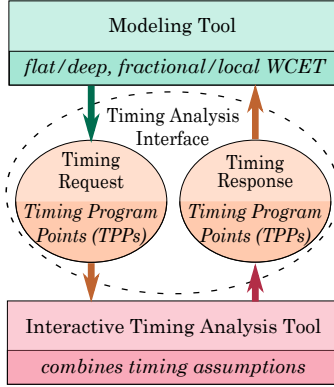 Modeling Tool
flat/deep, fractional/local WCET
Timing Analysis
Interface
Timing
Request
Timing Program
Points (TPPs)
Timing
Response
Timing Program
Points (TPPs)
Interactive Timing Analysis Tool
combines timing assumptions